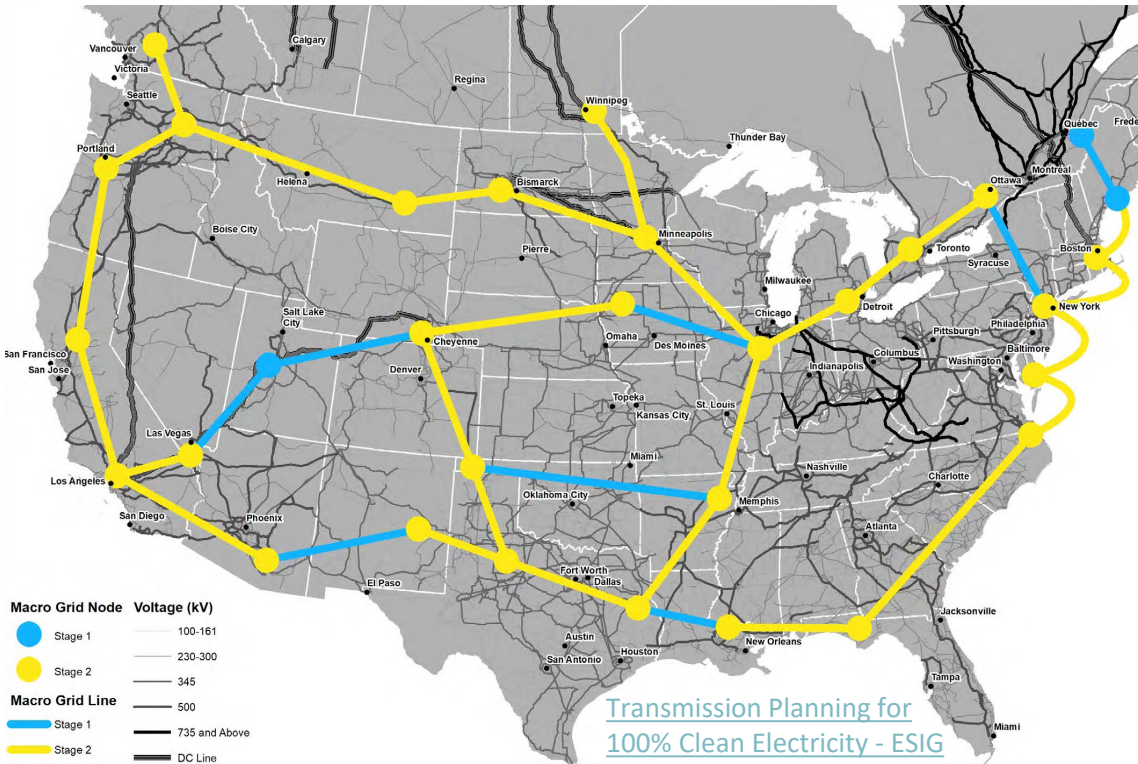 Calgary
Vancouver
Victoria
Seattle
Regina
Winnipeg
Thunder Bay
Québec
Frede
Montréal
Ottawa
Portland
Helena
Bismarck
Minneapolis
Toronto
Syracuse
Boston
Boise City
Pierre
Milwaukee
Chicago
Detroit
New York
Philadelphia
Pittsburgh
Baltimore
Washington
Salt Lake
City
Cheyenne
Omaha
Des Moines
Columbus
Indianapolis
San Francisco
San Jose
Denver
Topeka
Kansas City
St. Louis
Las Vegas
Miami
Nashville
Charlotte
Los Angeles
Oklahoma City
Memphis
San Diego
Phoenix
Atlanta
Fort Worth
Dallas
El Paso
Jacksonville
Austin
San Antonio
Houston
New Orleans
Tampa
Miami
Macro Grid Node
Stage 1
Stage 2
Macro Grid Line
Stage 1
Stage 2
Voltage (kV)
100-161
230-300
345
500
735 and Above
DC Line
Transmission Planning for
100% Clean Electricity - ESIG